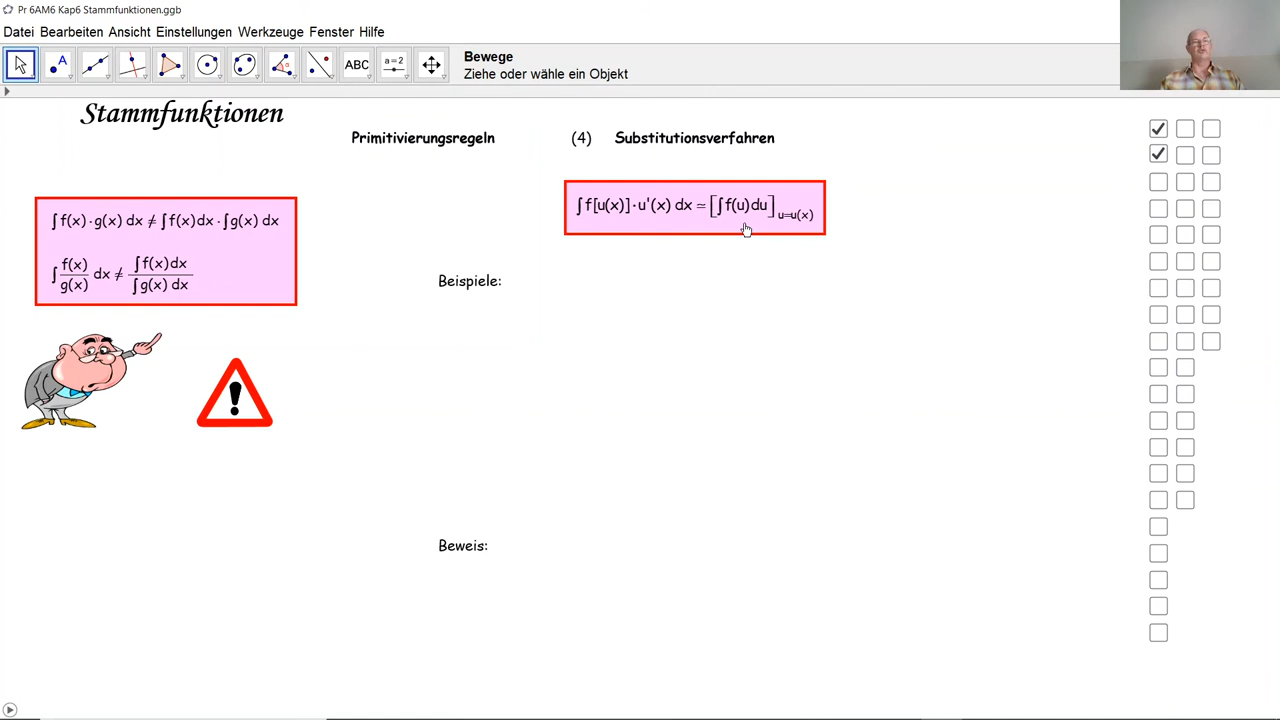 Pr 6AM6 Kap6 Stammfunktionen.ggb
Datei Bearbeiten Ansicht Einstellungen Werkzeuge Fenster Hilfe
A
ABC
a=2
Bewege
Ziehe oder wähle ein Objekt
Stammfunktionen
Primitivierungsregeln (4) Substitutionsverfahren
∫f(x)·g(x) dx ≠ ∫f(x)dx·∫g(x) dx
∫ f(x)/g(x) dx ≠ ∫f(x)dx / ∫g(x) dx
∫f[u(x)]·u'(x) dx ≃ [∫f(u)du] u=u(x)
Beispiele:
Beweis: